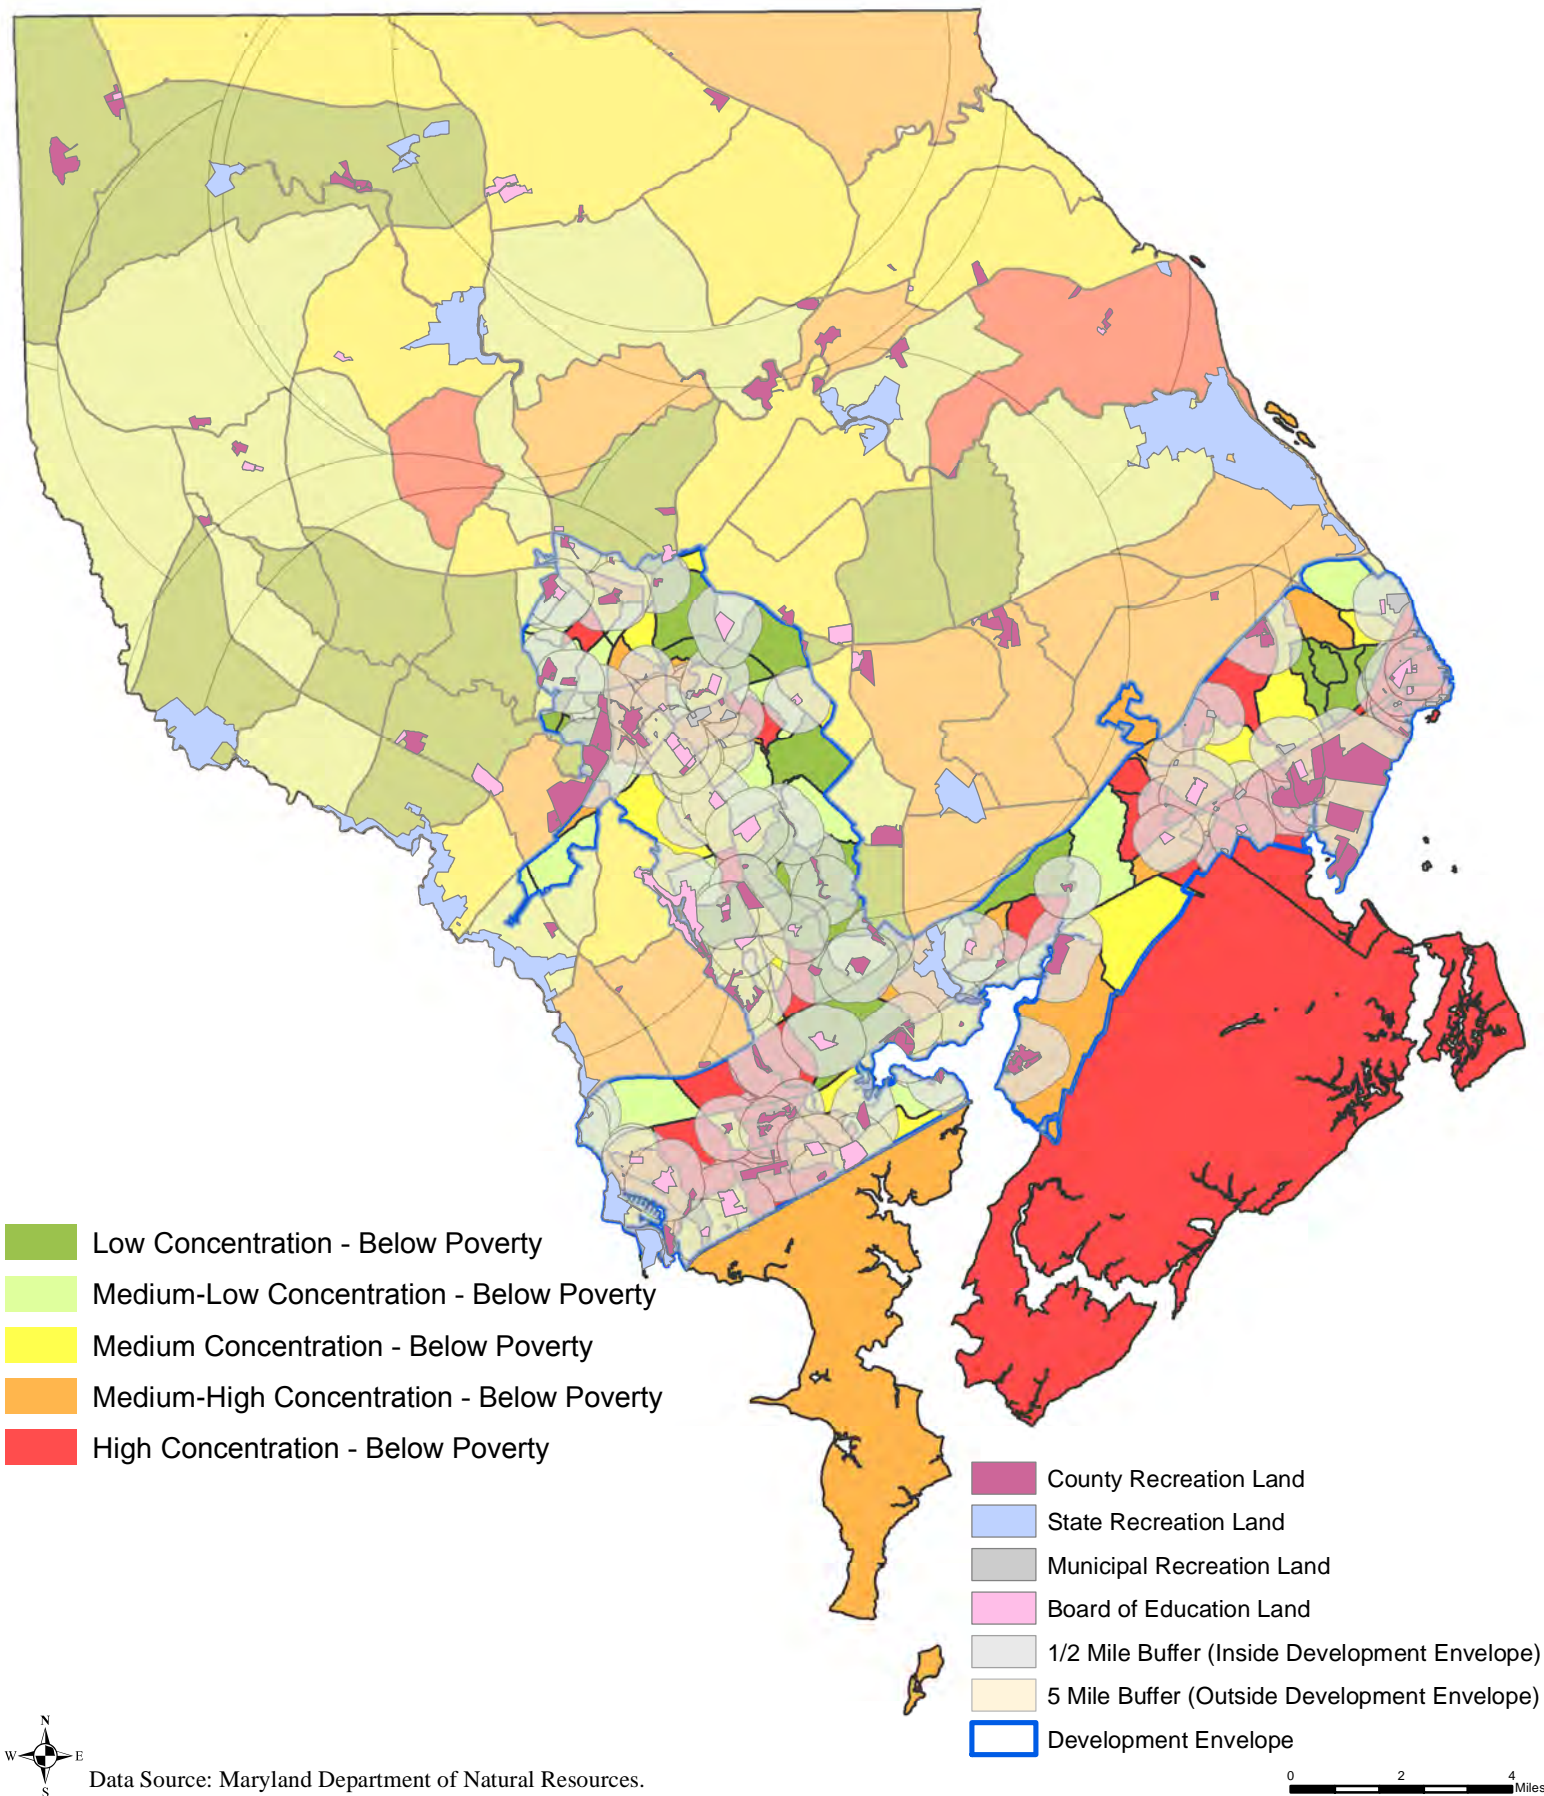 Low Concentration - Below Poverty
Medium-Low Concentration - Below Poverty
Medium Concentration - Below Poverty
Medium-High Concentration - Below Poverty
High Concentration - Below Poverty
County Recreation Land
State Recreation Land
Municipal Recreation Land
Board of Education Land
1/2 Mile Buffer (Inside Development Envelope)
5 Mile Buffer (Outside Development Envelope)
Development Envelope
N
W E
S
Data Source: Maryland Department of Natural Resources.
0 2 4
Miles